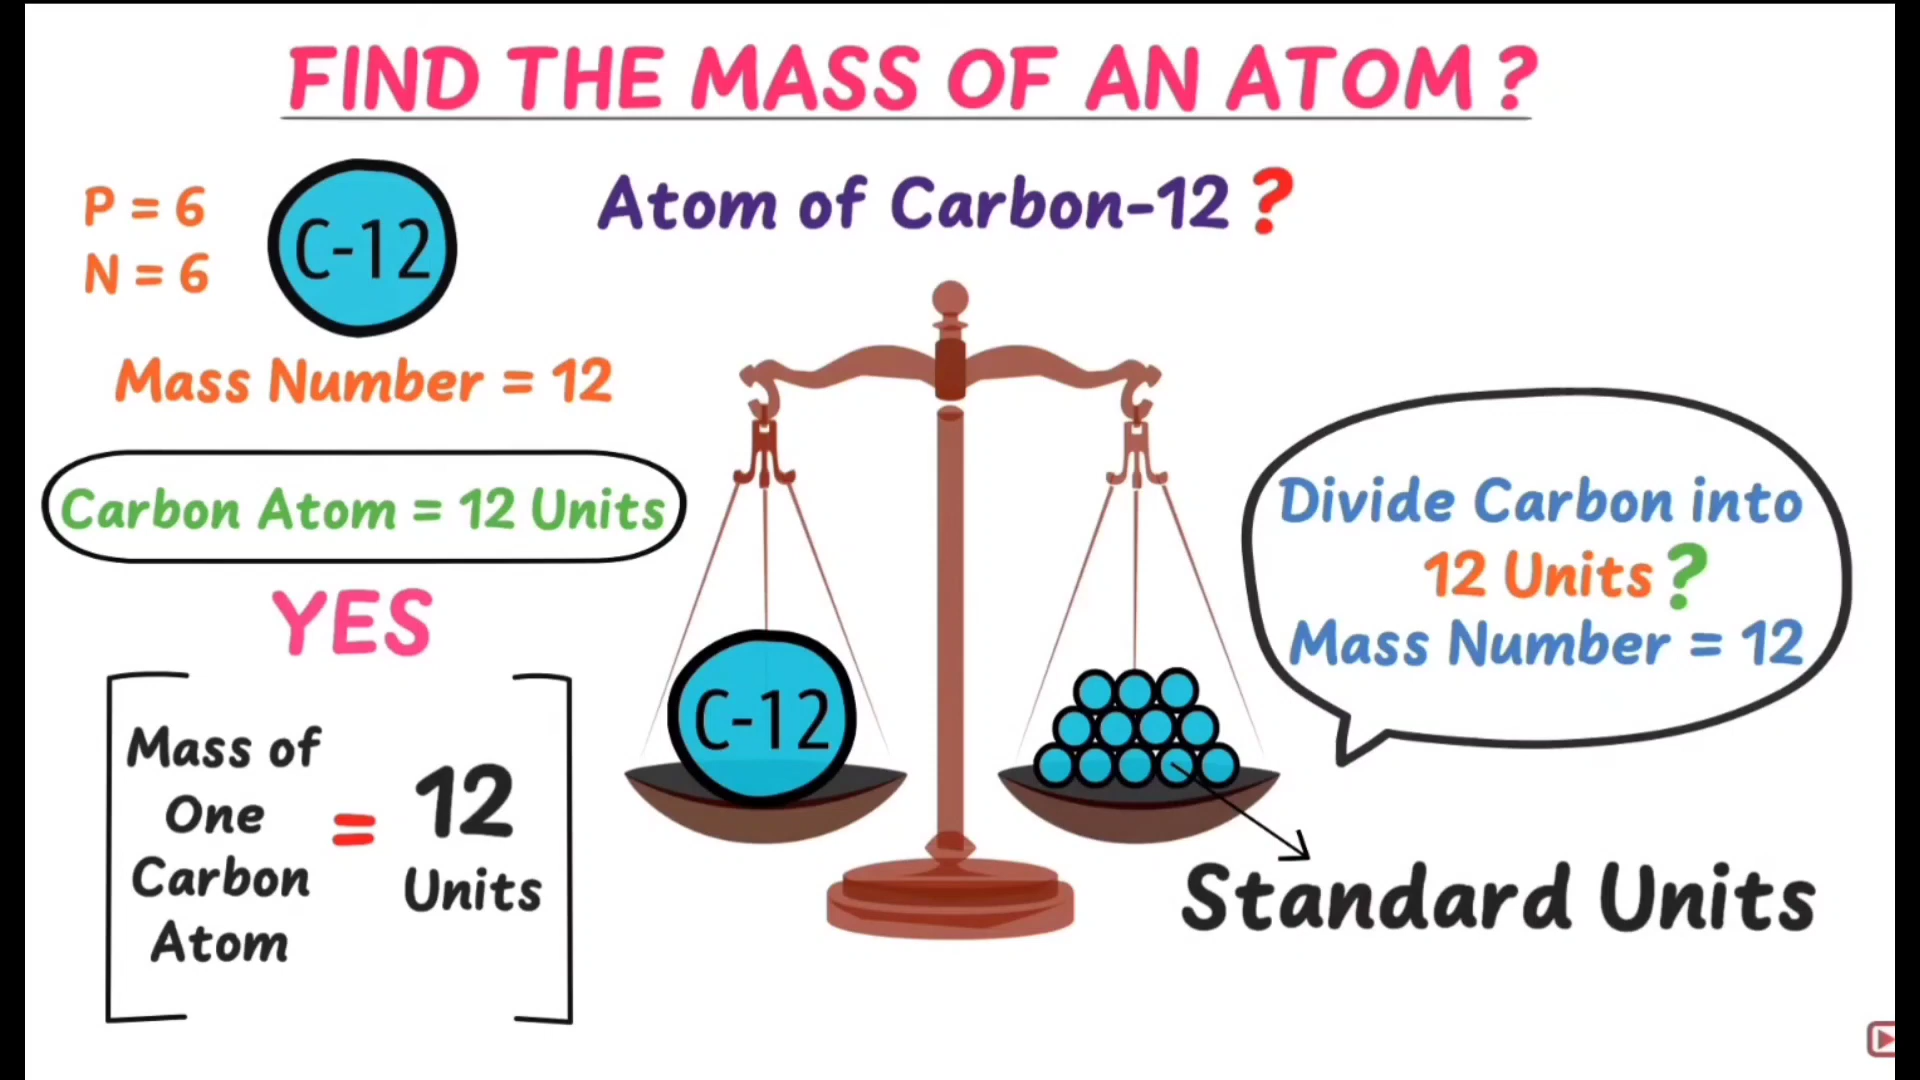 FIND THE MASS OF AN ATOM ?
P = 6
N = 6
C-12
Atom of Carbon-12 ?
Mass Number = 12
Carbon Atom = 12 Units
YES
Mass of
One
Carbon
Atom
=
12
Units
C-12
Divide Carbon into
12 Units ?
Mass Number = 12
Standard Units